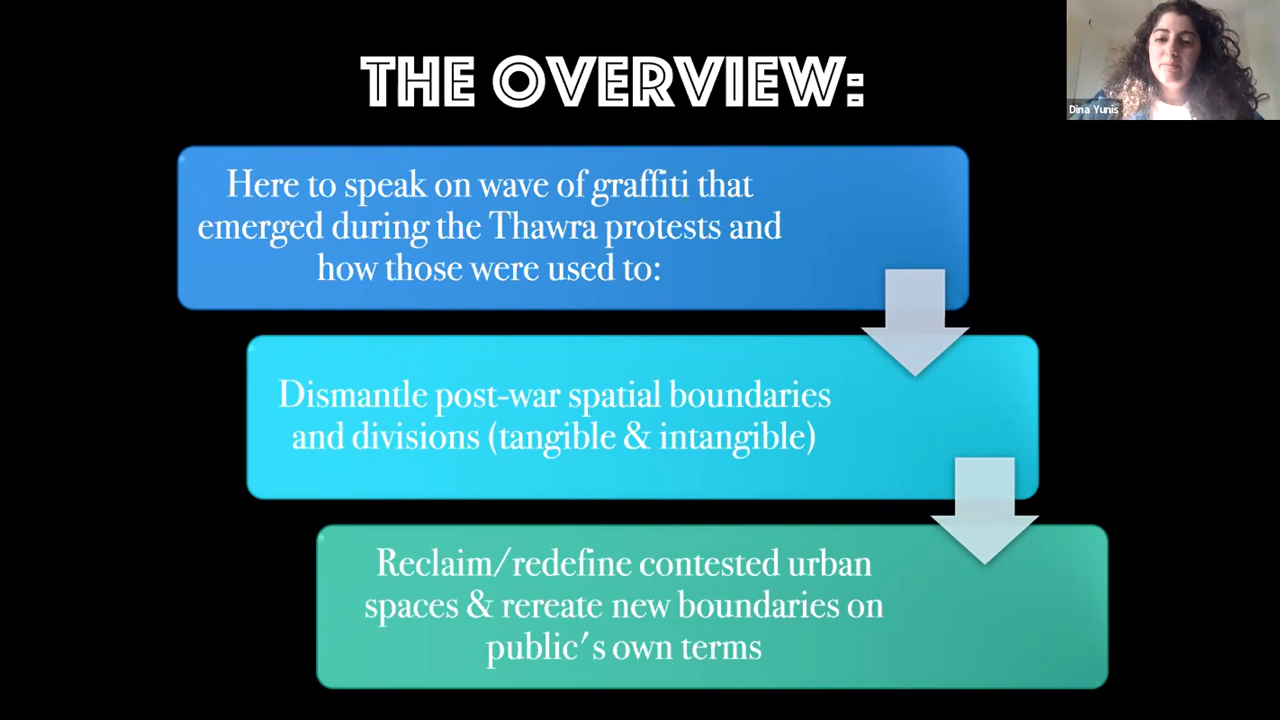 THE OVERVIEW:
Dina Yunis
Here to speak on wave of graffiti that
emerged during the Thawra protests and
how those were used to:
Dismantle post-war spatial boundaries
and divisions (tangible & intangible)
Reclaim/redefine contested urban
spaces & rereate new boundaries on
public's own terms